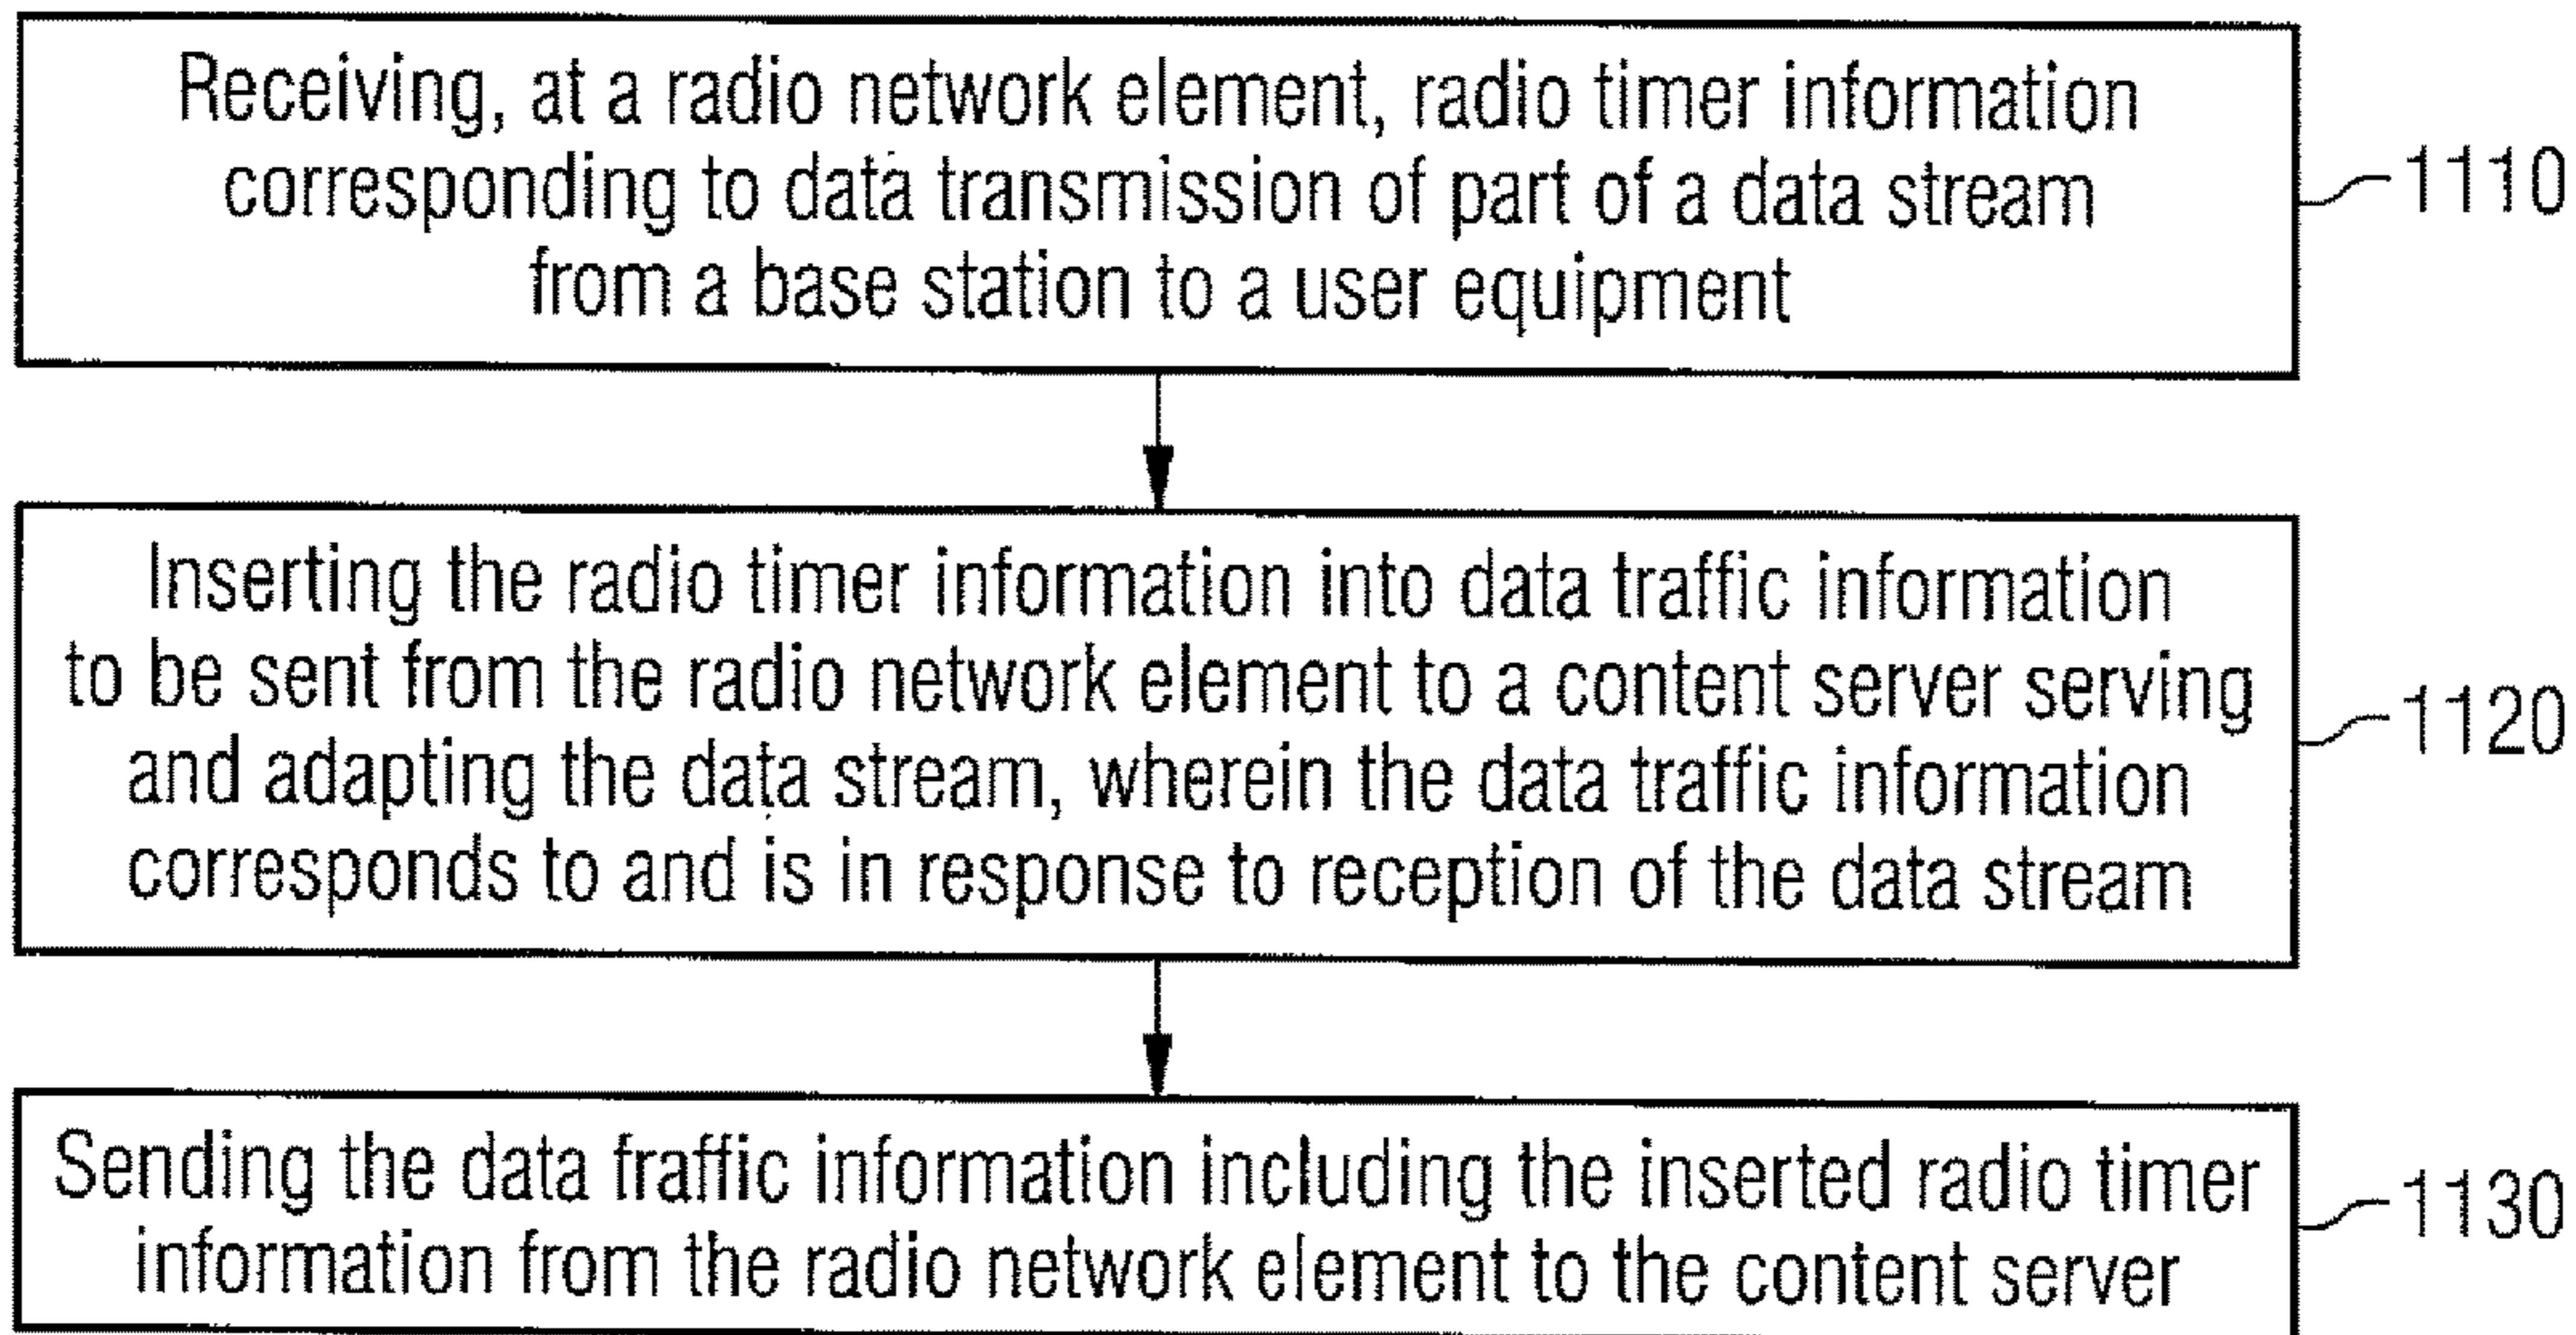 Receiving, at a radio network element, radio timer information
corresponding to data transmission of part of a data stream
from a base station to a user equipment
1110
Inserting the radio timer information into data traffic information
to be sent from the radio network element to a content server serving
and adapting the data stream, wherein the data traffic information
corresponds to and is in response to reception of the data stream
1120
Sending the data traffic information including the inserted radio timer
information from the radio network element to the content server
1130